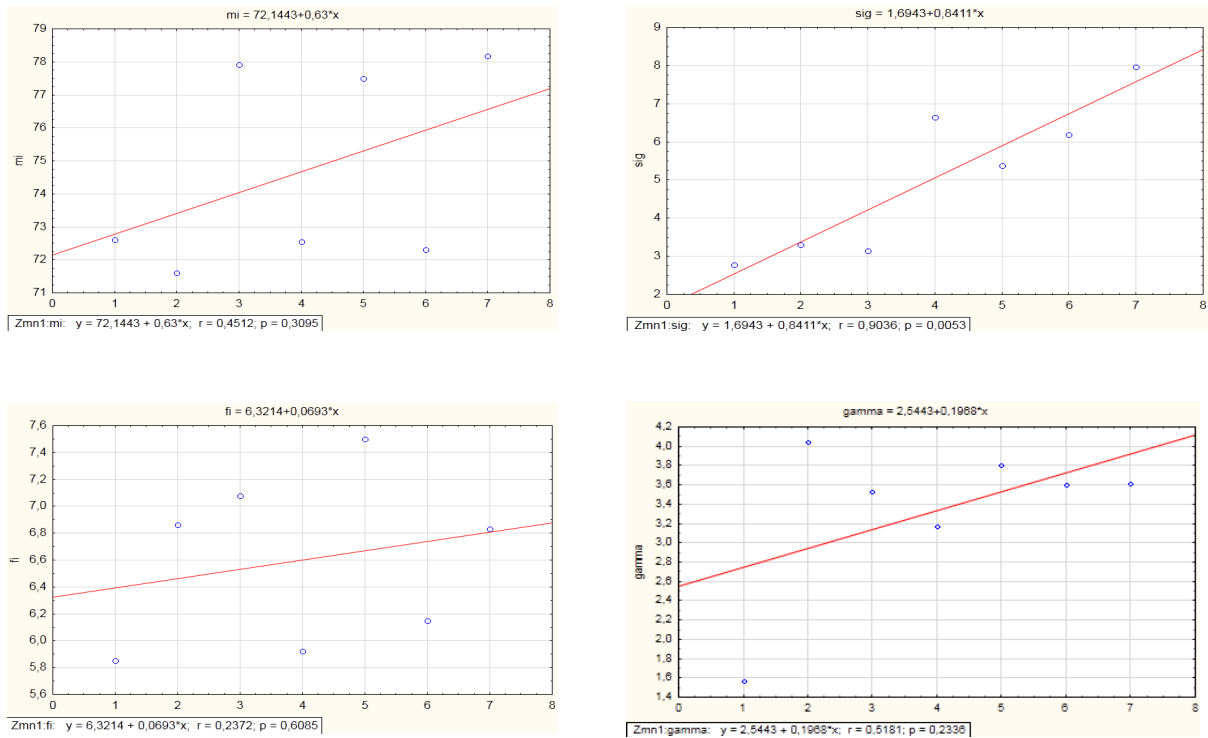 mi = 72,1443+0,63*x
79
78
77
76
75
74
73
72
71
mi
0 1 2 3 4 5 6 7 8
Zmn1:mi: y = 72,1443 + 0,63*x; r = 0,4512; p = 0,3095
sig = 1,6943+0,8411*x
9
8
7
6
5
4
3
2
sig
0 1 2 3 4 5 6 7 8
Zmn1:sig: y = 1,6943 + 0,8411*x; r = 0,9036; p = 0,0053
fi = 6,3214+0,0693*x
7,6
7,4
7,2
7,0
6,8
6,6
6,4
6,2
6,0
5,8
5,6
fi
0 1 2 3 4 5 6 7 8
Zmn1:fi: y = 6,3214 + 0,0693*x; r = 0,2372; p = 0,6085
gamma = 2,5443+0,1968*x
4,2
4,0
3,8
3,6
3,4
3,2
3,0
2,8
2,6
2,4
2,2
2,0
1,8
1,6
1,4
gamma
0 1 2 3 4 5 6 7 8
Zmn1:gamma: y = 2,5443 + 0,1968*x; r = 0,5181; p = 0,2336